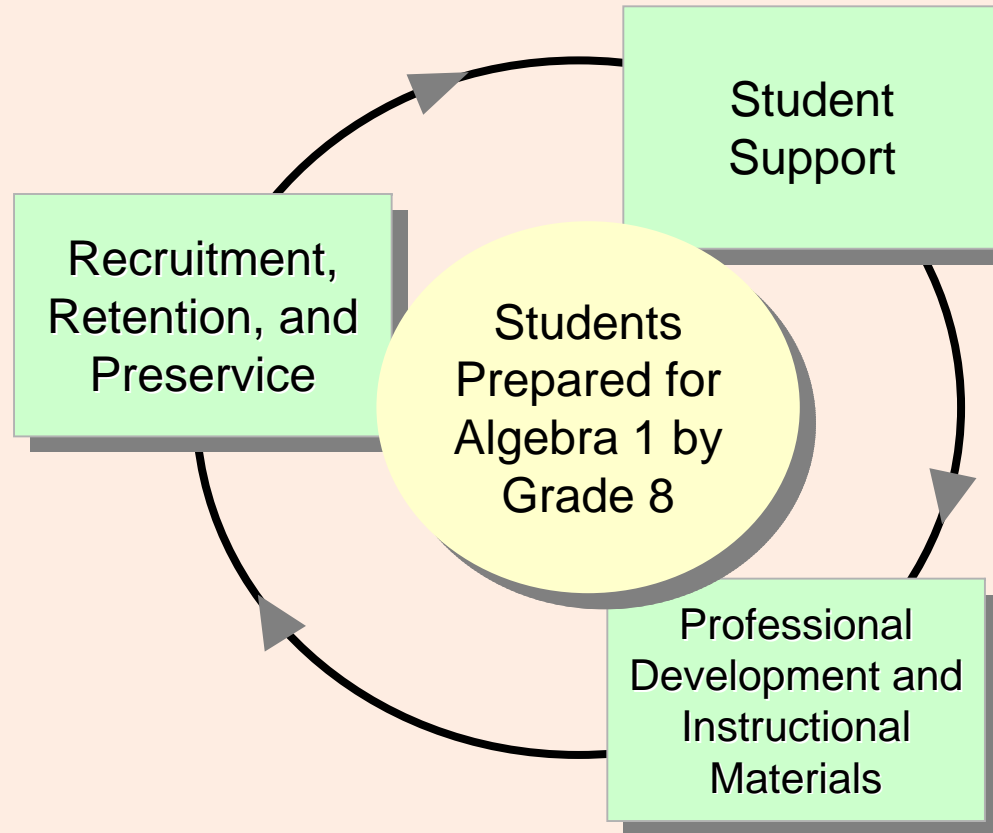 Student
Support
Recruitment,
Retention, and
Preservice
Students
Prepared for
Algebra 1 by
Grade 8
Professional
Development and
Instructional
Materials